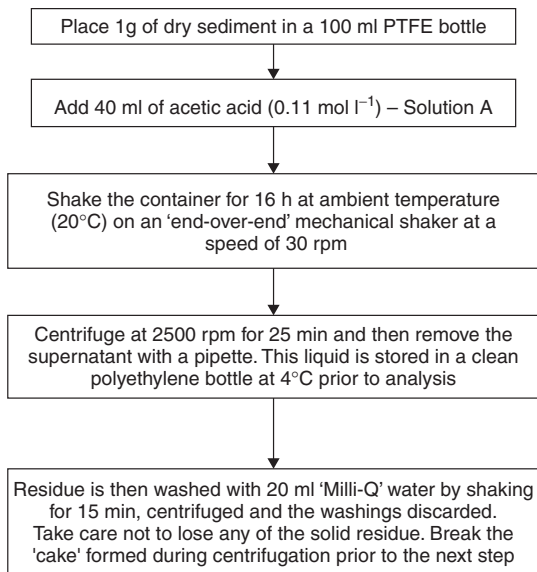 Place 1g of dry sediment in a 100 ml PTFE bottle
Add 40 ml of acetic acid (0.11 mol l⁻¹) – Solution A
Shake the container for 16 h at ambient temperature
(20°C) on an ‘end-over-end’ mechanical shaker at a
speed of 30 rpm
Centrifuge at 2500 rpm for 25 min and then remove the
supernatant with a pipette. This liquid is stored in a clean
polyethylene bottle at 4°C prior to analysis
Residue is then washed with 20 ml ‘Milli-Q’ water by shaking
for 15 min, centrifuged and the washings discarded.
Take care not to lose any of the solid residue. Break the
'cake' formed during centrifugation prior to the next step